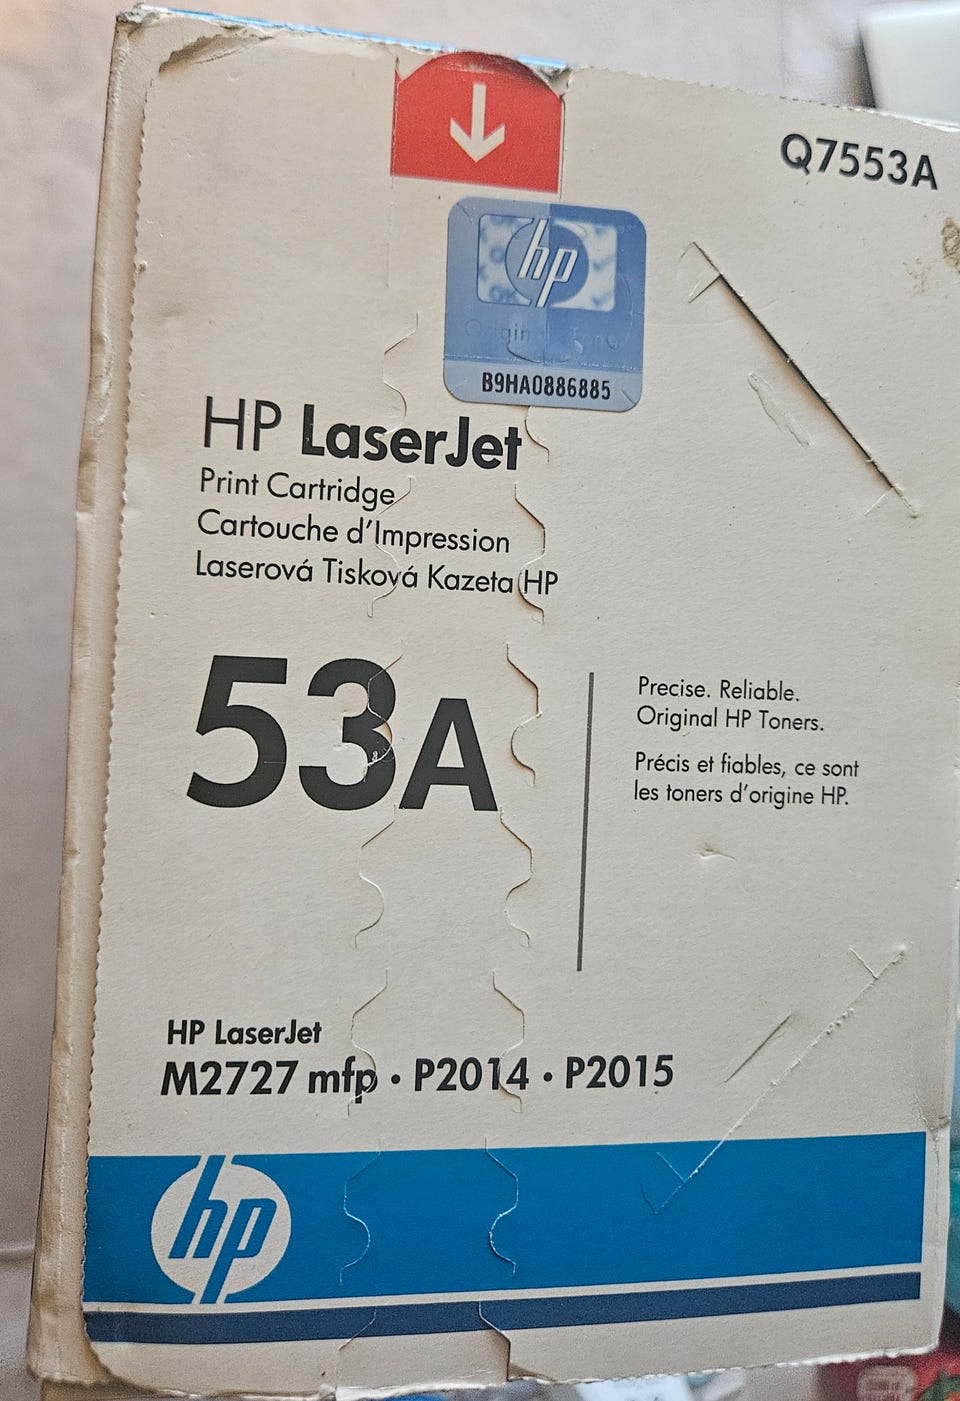 Q7553A
hp
B9HA0886885
HP LaserJet
Print Cartridge
Cartouche d'Impression
Laserová Tisková Kazeta HP
53A
Precise. Reliable.
Original HP Toners.
Précis et fiables, ce sont
les toners d'origine HP.
HP LaserJet
M2727 mfp • P2014 • P2015
hp